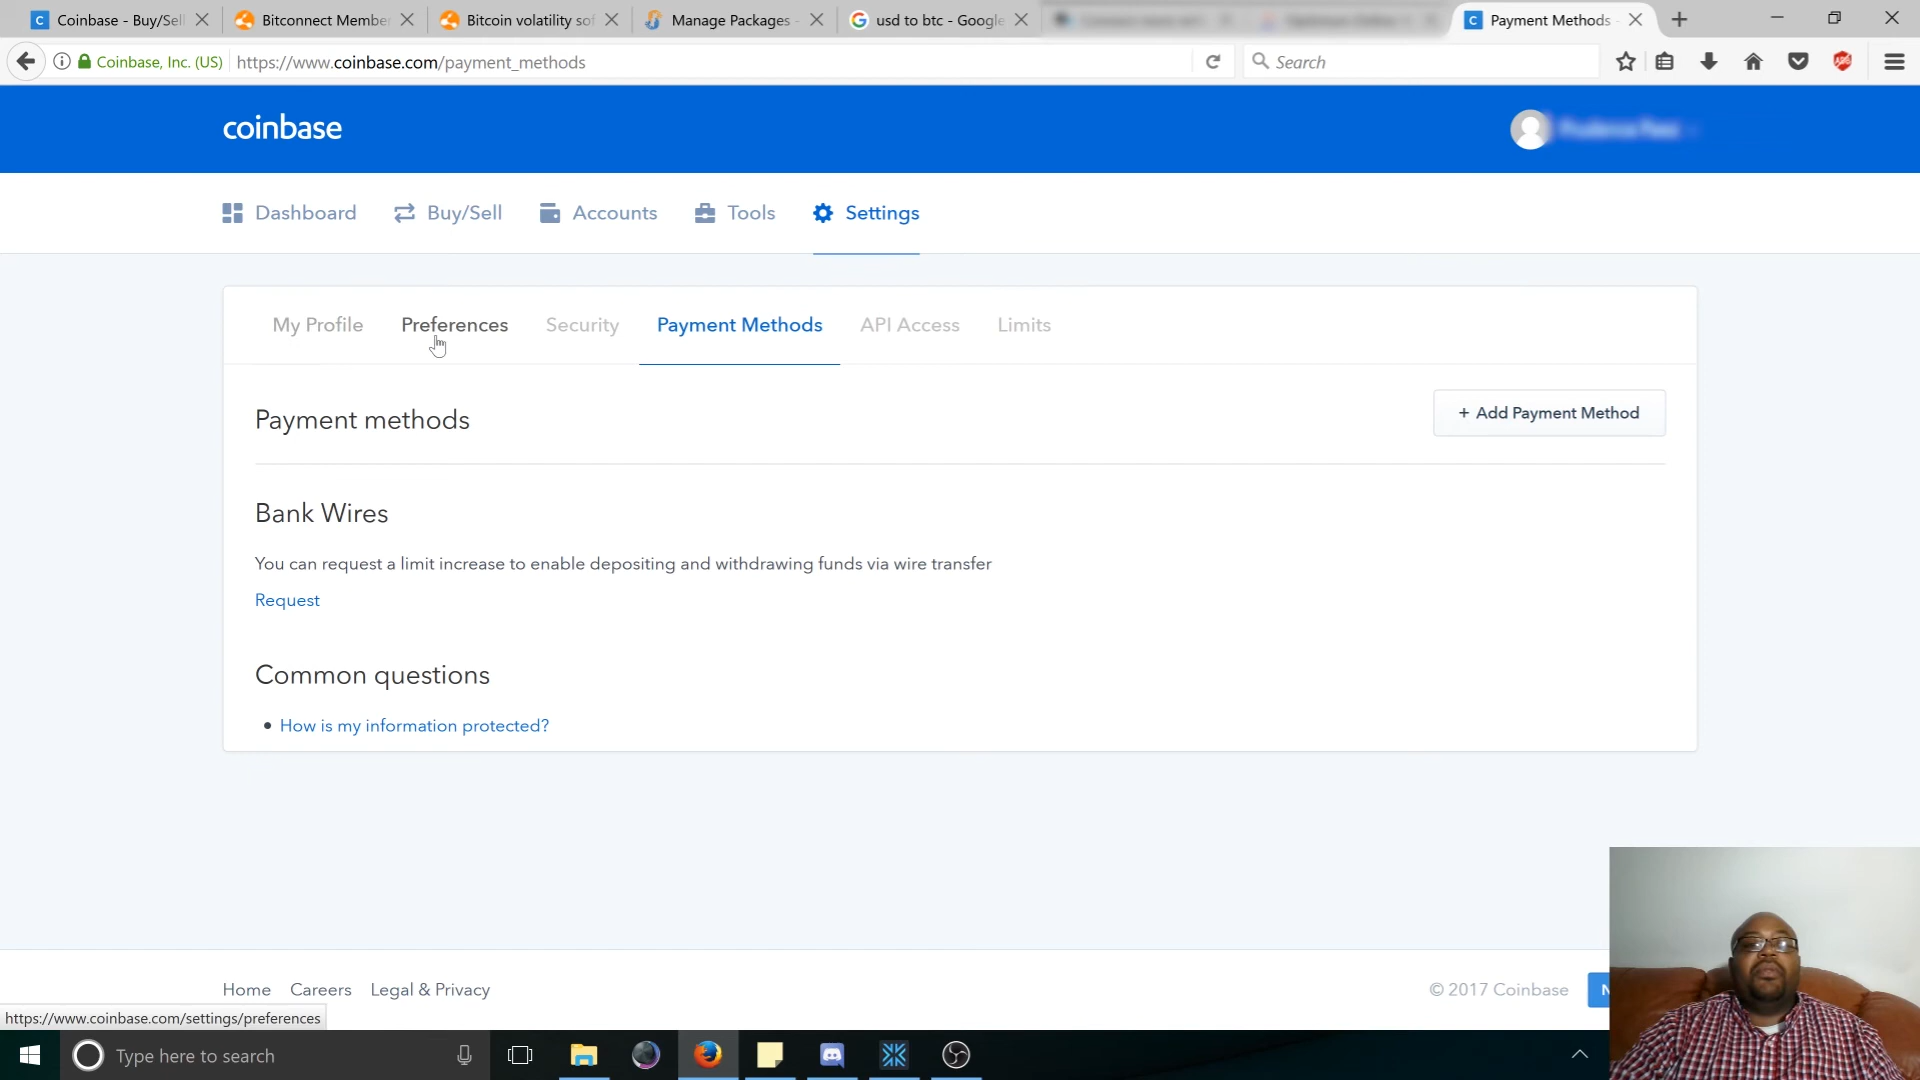 Coinbase - Buy/Sell
Bitconnect Membe
Bitcoin volatility sof
Manage Packages -
usd to btc - Google
Payment Methods -
Coinbase, Inc. (US)
https://www.coinbase.com/payment_methods
Search
coinbase
Dashboard
Buy/Sell
Accounts
Tools
Settings
My Profile
Preferences
Security
Payment Methods
API Access
Limits
Payment methods
+ Add Payment Method
Bank Wires
You can request a limit increase to enable depositing and withdrawing funds via wire transfer
Request
Common questions
• How is my information protected?
Home
Careers
Legal & Privacy
© 2017 Coinbase
N
https://www.coinbase.com/settings/preferences
Type here to search